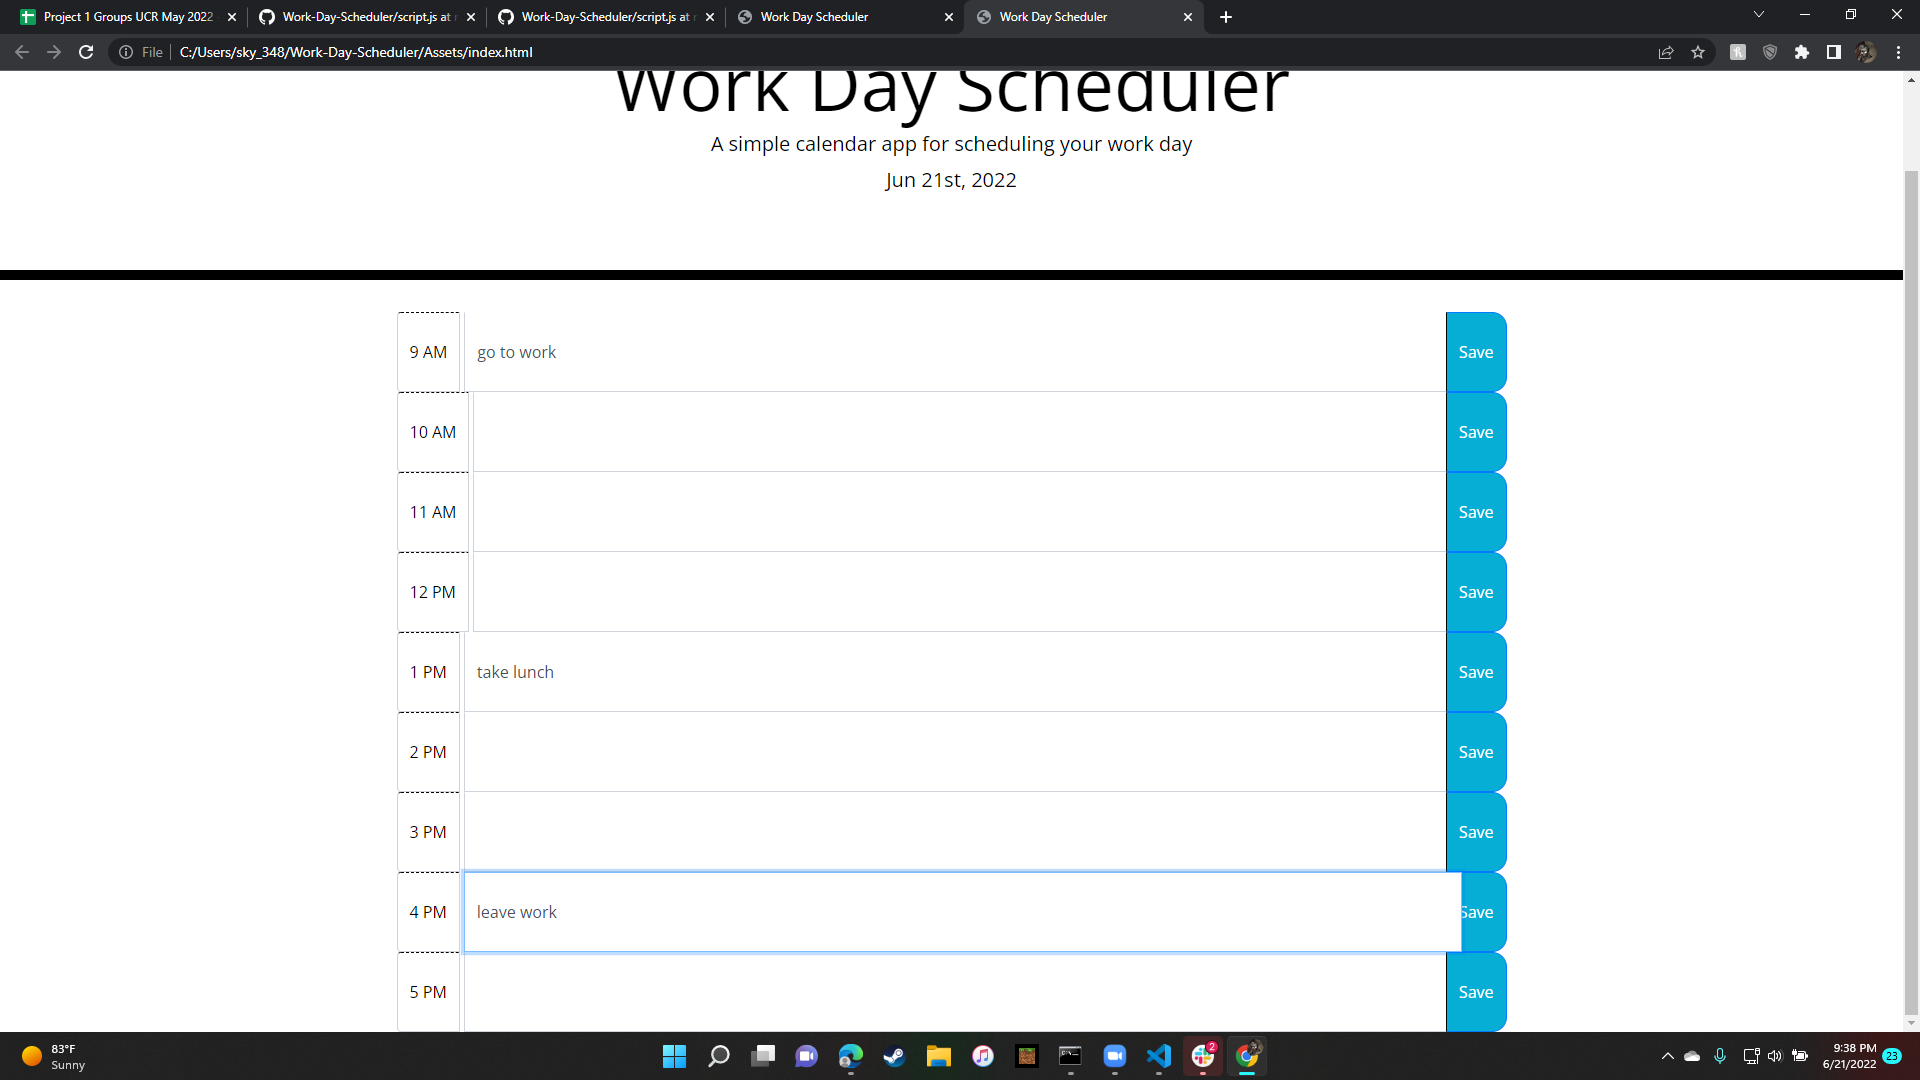 Project 1 Groups UCR May 2022
Work-Day-Scheduler/script.js at
Work-Day-Scheduler/script.js at
Work Day Scheduler
Work Day Scheduler
File
C:/Users/sky_348/Work-Day-Scheduler/Assets/index.html
Work Day Scheduler
A simple calendar app for scheduling your work day
Jun 21st, 2022
9 AM go to work Save
10 AM Save
11 AM Save
12 PM Save
1 PM take lunch Save
2 PM Save
3 PM Save
4 PM leave work Save
5 PM Save
83°F
Sunny
2
9:38 PM
6/21/2022
23